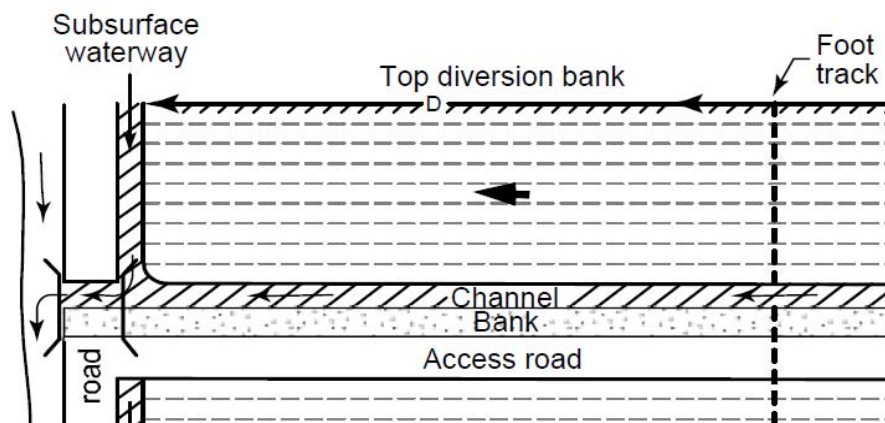 Subsurface
waterway
Foot
track
Top diversion bank
D
Channel
Bank
Access road
road